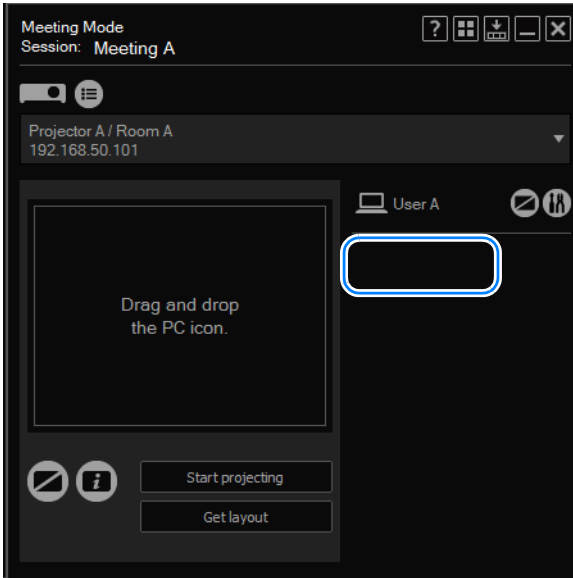 Meeting Mode
Session: Meeting A
?
Projector A / Room A
192.168.50.101
User A
Drag and drop
the PC icon.
i
Start projecting
Get layout